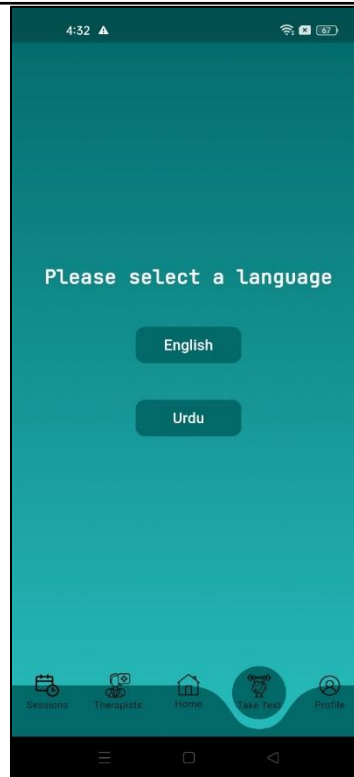 4:32
67
Please select a language
English
Urdu
Sessions Therapists Home Take Test Profile